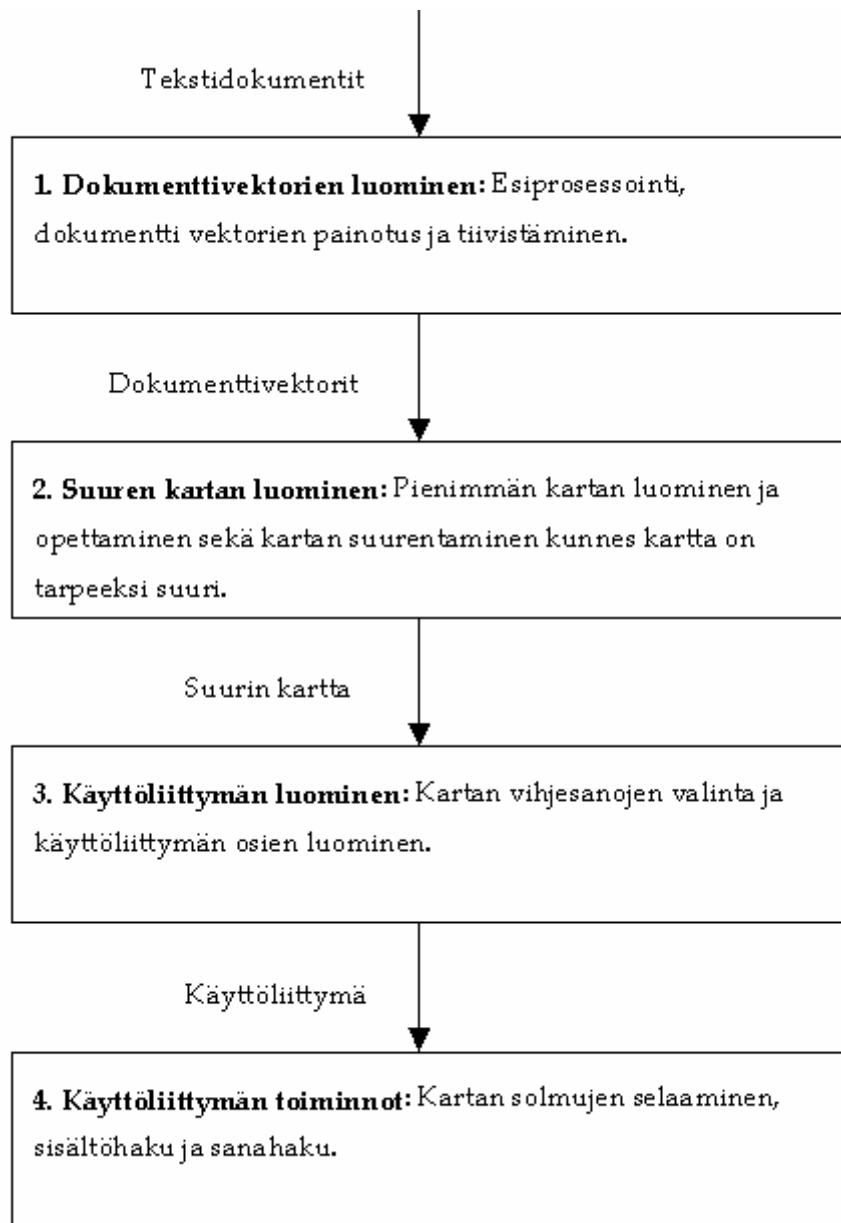 Tekstidokumentit
1. Dokumenttivektorien luominen: Esiprosessointi,
dokumentti vektorien painotus ja tiivistäminen.
Dokumenttivektorit
2. Suuren kartan luominen: Pienimmän kartan luominen ja
opettaminen sekä kartan suurentaminen kunnes kartta on
tarpeeksi suuri.
Suurin kartta
3. Käyttöliittymän luominen: Kartan vihjesanojen valinta ja
käyttöliittymän osien luominen.
Käyttöliittymä
4. Käyttöliittymän toiminnot: Kartan solmujen selaaminen,
sisältöhaku ja sanahaku.